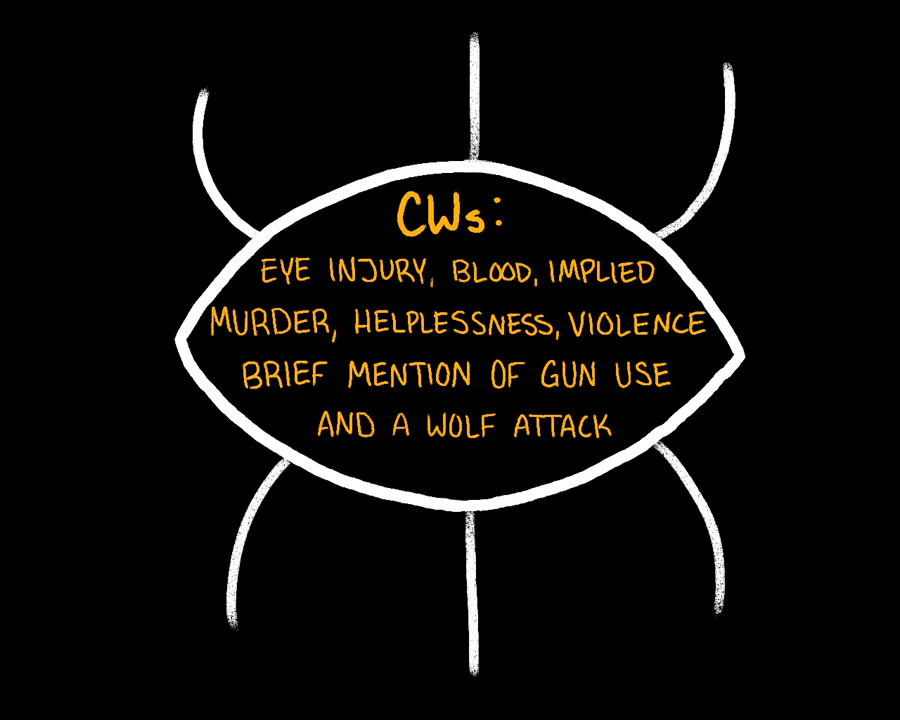 CWs:
EYE INJURY, BLOOD, IMPLIED
MURDER, HELPLESSNESS, VIOLENCE
BRIEF MENTION OF GUN USE
AND A WOLF ATTACK